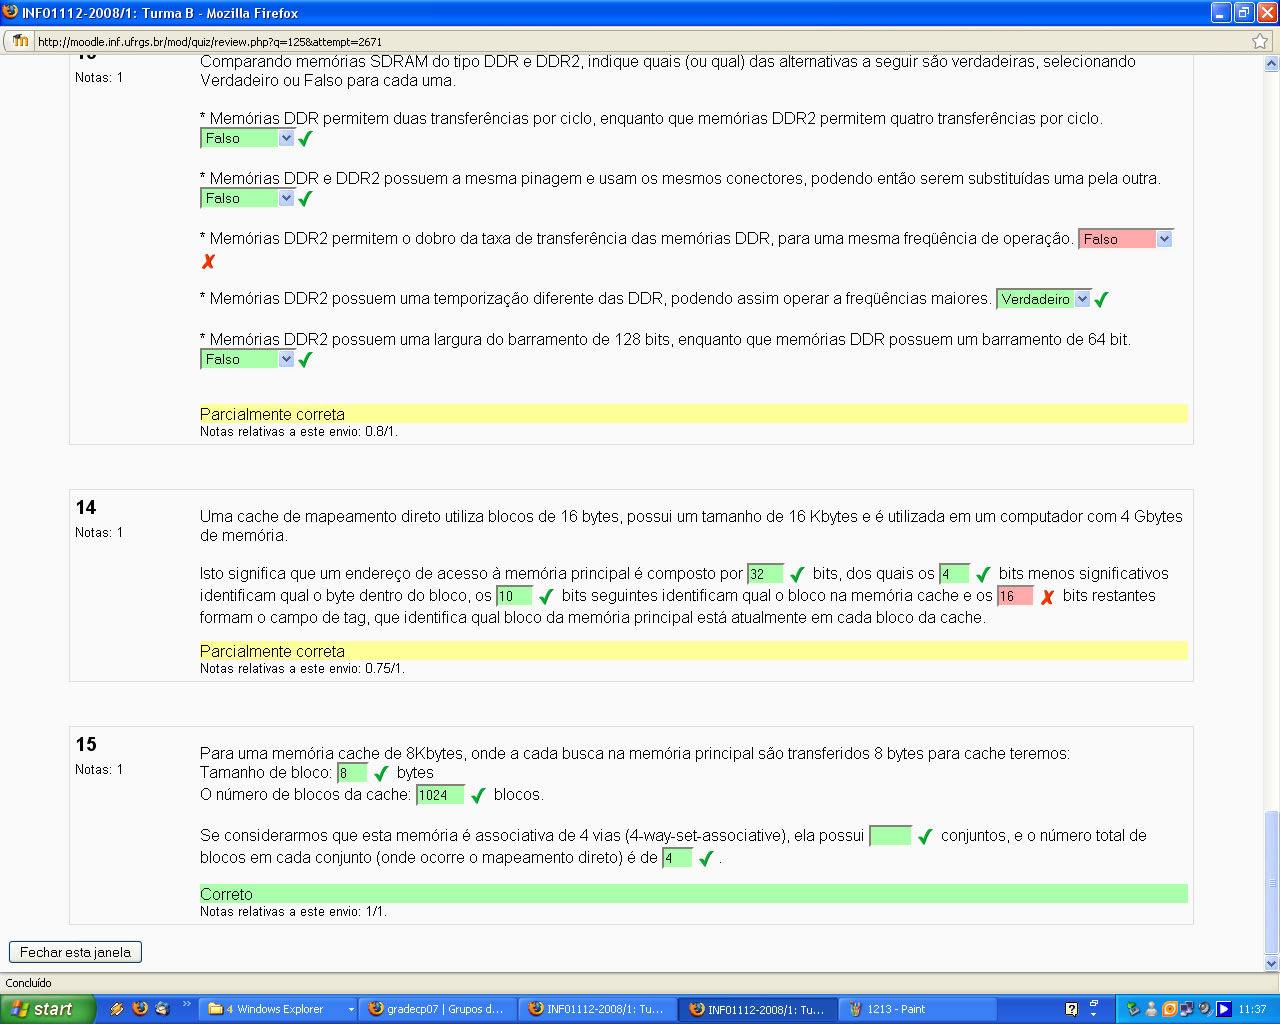 INF01112-2008/1: Turma B - Mozilla Firefox
http://moodle.inf.ufrgs.br/mod/quiz/review.php?q=125&attempt=2671
Notas: 1
Comparando memórias SDRAM do tipo DDR e DDR2, indique quais (ou qual) das alternativas a seguir são verdadeiras, selecionando
Verdadeiro ou Falso para cada uma.
* Memórias DDR permitem duas transferências por ciclo, enquanto que memórias DDR2 permitem quatro transferências por ciclo.
Falso
* Memórias DDR e DDR2 possuem a mesma pinagem e usam os mesmos conectores, podendo então serem substituídas uma pela outra.
Falso
* Memórias DDR2 permitem o dobro da taxa de transferência das memórias DDR, para uma mesma freqüência de operação. Falso
* Memórias DDR2 possuem uma temporização diferente das DDR, podendo assim operar a freqüências maiores. Verdadeiro
* Memórias DDR2 possuem uma largura do barramento de 128 bits, enquanto que memórias DDR possuem um barramento de 64 bit.
Falso
Parcialmente correta
Notas relativas a este envio: 0.8/1.
14
Notas: 1
Uma cache de mapeamento direto utiliza blocos de 16 bytes, possui um tamanho de 16 Kbytes e é utilizada em um computador com 4 Gbytes
de memória.
Isto significa que um endereço de acesso à memória principal é composto por 32 bits, dos quais os 4 bits menos significativos
identificam qual o byte dentro do bloco, os 10 bits seguintes identificam qual o bloco na memória cache e os 16 bits restantes
formam o campo de tag, que identifica qual bloco da memória principal está atualmente em cada bloco da cache.
Parcialmente correta
Notas relativas a este envio: 0.75/1.
15
Notas: 1
Para uma memória cache de 8Kbytes, onde a cada busca na memória principal são transferidos 8 bytes para cache teremos:
Tamanho de bloco: 8 bytes
O número de blocos da cache: 1024 blocos.
Se considerarmos que esta memória é associativa de 4 vias (4-way-set-associative), ela possui conjuntos, e o número total de
blocos em cada conjunto (onde ocorre o mapeamento direto) é de 4 .
Correto
Notas relativas a este envio: 1/1.
Fechar esta janela
Concluído
start
4 Windows Explorer
gradecp07 | Grupos d...
INF01112-2008/1: Tu...
INF01112-2008/1: Tu...
1213 - Paint
11:37